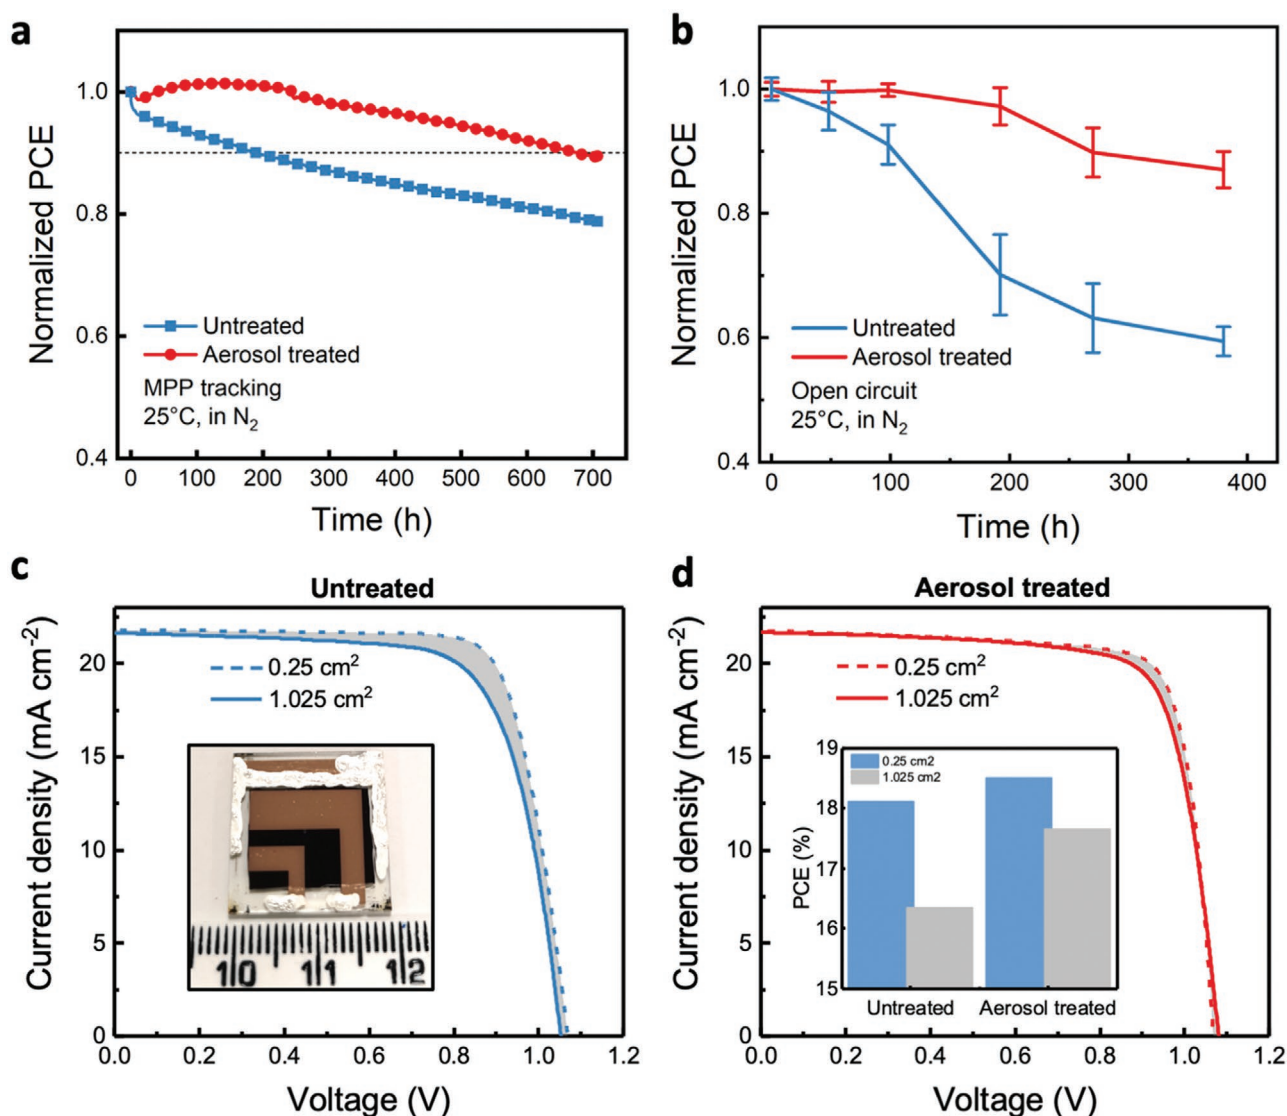 a
Normalized PCE
1.0
0.8
0.6
0.4
Untreated
Aerosol treated
MPP tracking
25°C, in N₂
0 100 200 300 400 500 600 700
Time (h)
b
Normalized PCE
1.0
0.8
0.6
0.4
Untreated
Aerosol treated
Open circuit
25°C, in N₂
0 100 200 300 400
Time (h)
c
Untreated
Current density (mA cm⁻²)
20
15
10
5
0
0.25 cm²
1.025 cm²
10 11 12
0.0 0.2 0.4 0.6 0.8 1.0 1.2
Voltage (V)
d
Aerosol treated
Current density (mA cm⁻²)
20
15
10
5
0
0.25 cm²
1.025 cm²
PCE (%)
19
18
17
16
15
0.25 cm2
1.025 cm2
Untreated Aerosol treated
0.0 0.2 0.4 0.6 0.8 1.0 1.2
Voltage (V)